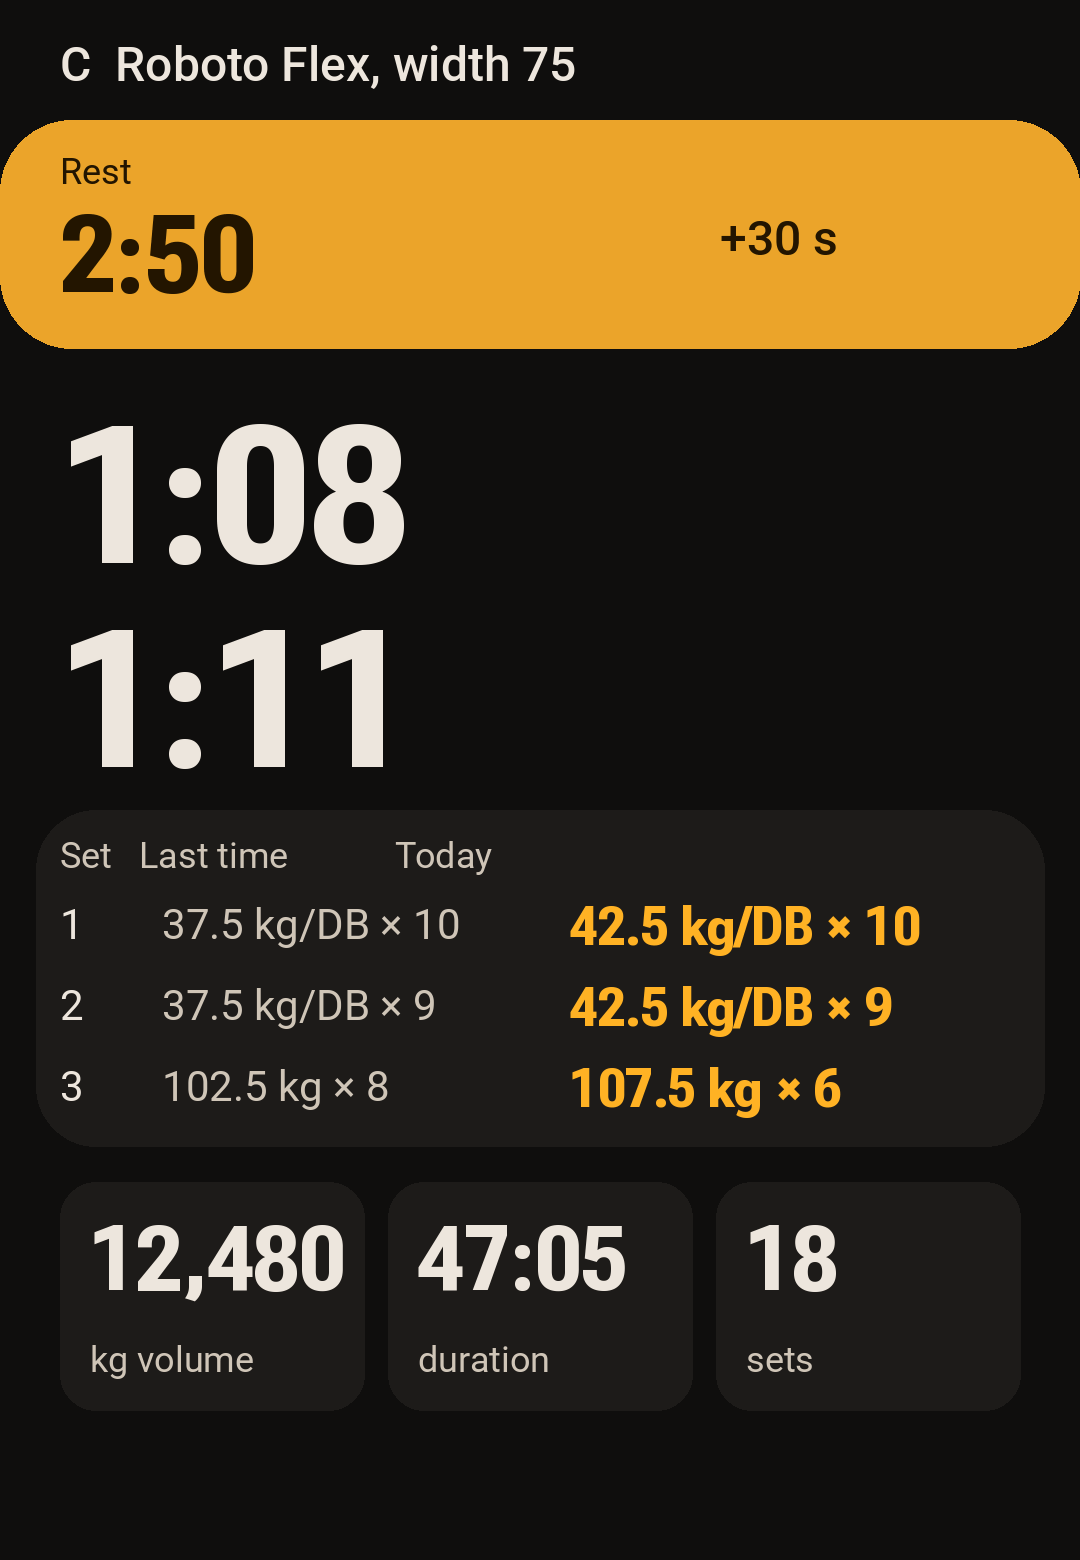 C Roboto Flex, width 75
Rest
2:50
+30 s
1:08
1:11
Set Last time Today
1 37.5 kg/DB × 10 42.5 kg/DB × 10
2 37.5 kg/DB × 9 42.5 kg/DB × 9
3 102.5 kg × 8 107.5 kg × 6
12,480 47:05 18
kg volume duration sets